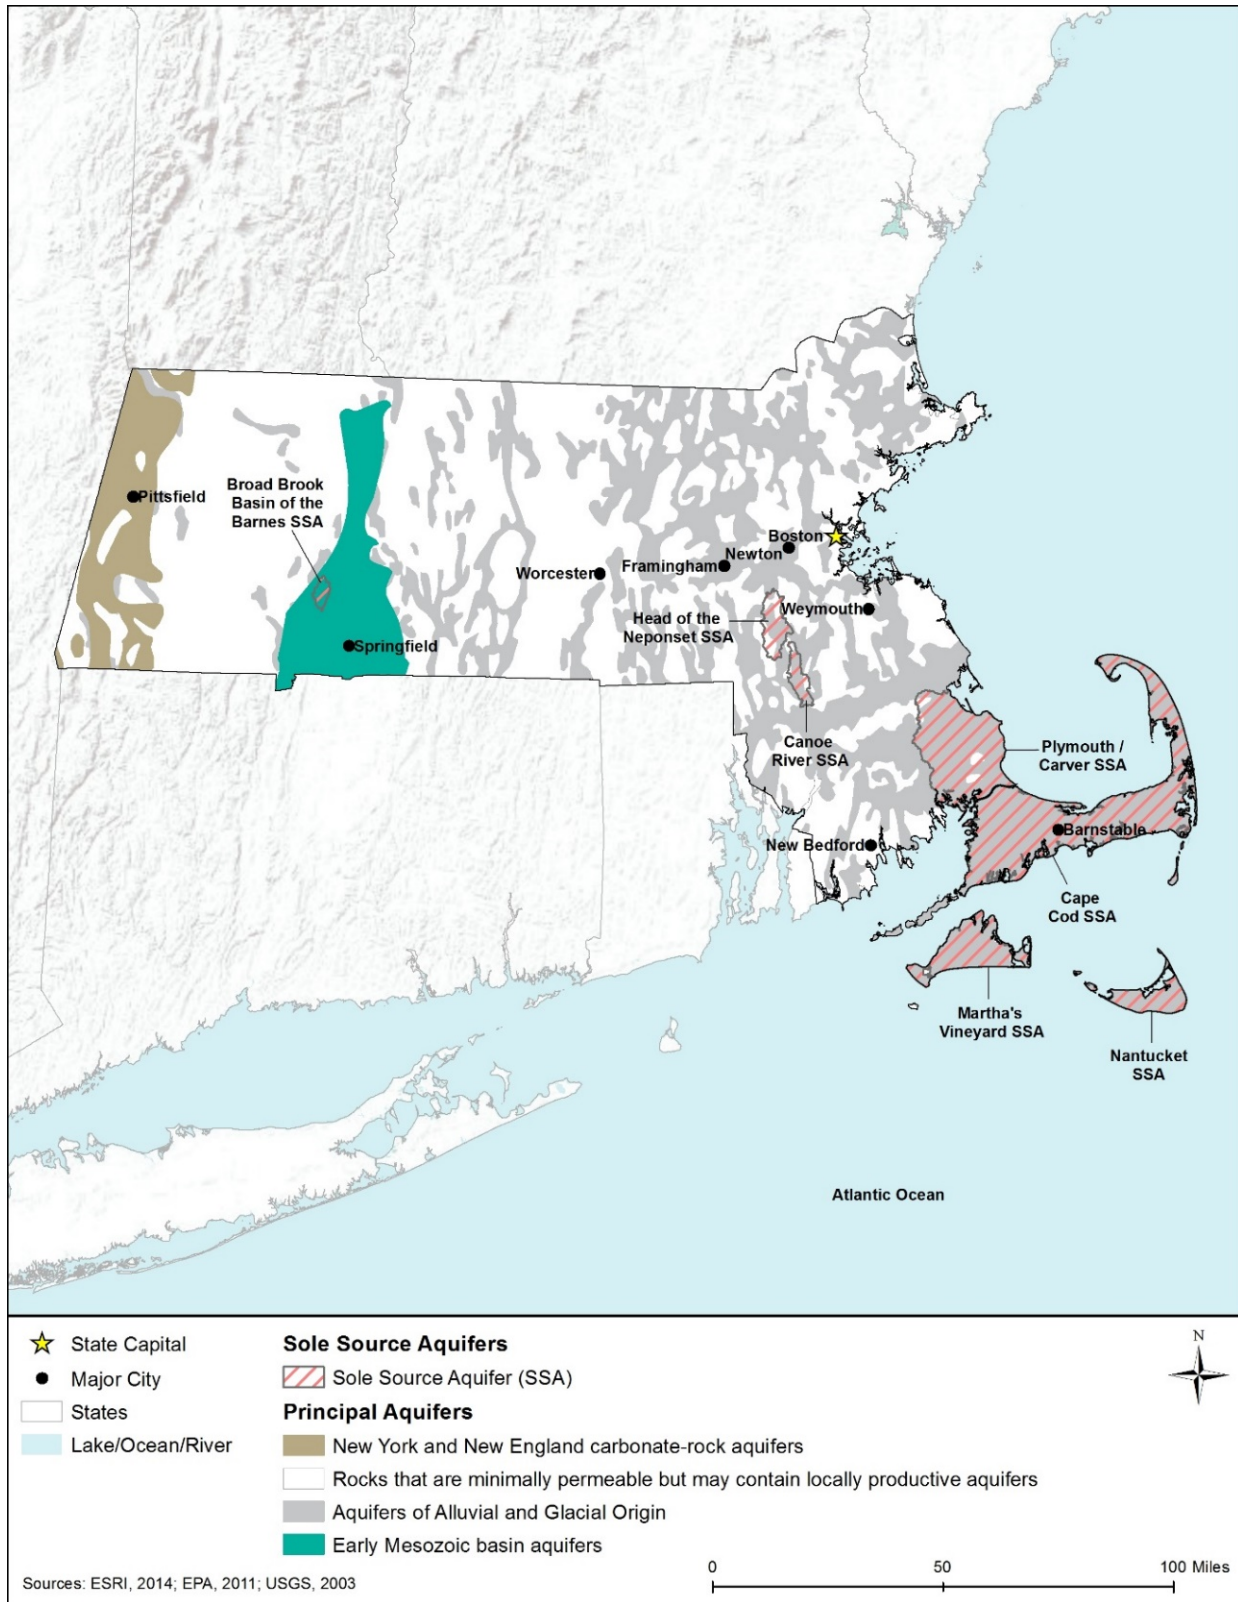 Pittsfield
Broad Brook
Basin of the
Barnes SSA
Springfield
Worcester
Framingham
Newton
Boston
Weymouth
Head of the
Neponset SSA
Canoe
River SSA
Plymouth /
Carver SSA
New Bedford
Barnstable
Cape
Cod SSA
Martha's
Vineyard SSA
Nantucket
SSA
Atlantic Ocean
State Capital
Major City
States
Lake/Ocean/River
Sole Source Aquifers
Sole Source Aquifer (SSA)
Principal Aquifers
New York and New England carbonate-rock aquifers
Rocks that are minimally permeable but may contain locally productive aquifers
Aquifers of Alluvial and Glacial Origin
Early Mesozoic basin aquifers
N
Sources: ESRI, 2014; EPA, 2011; USGS, 2003
0 50 100 Miles